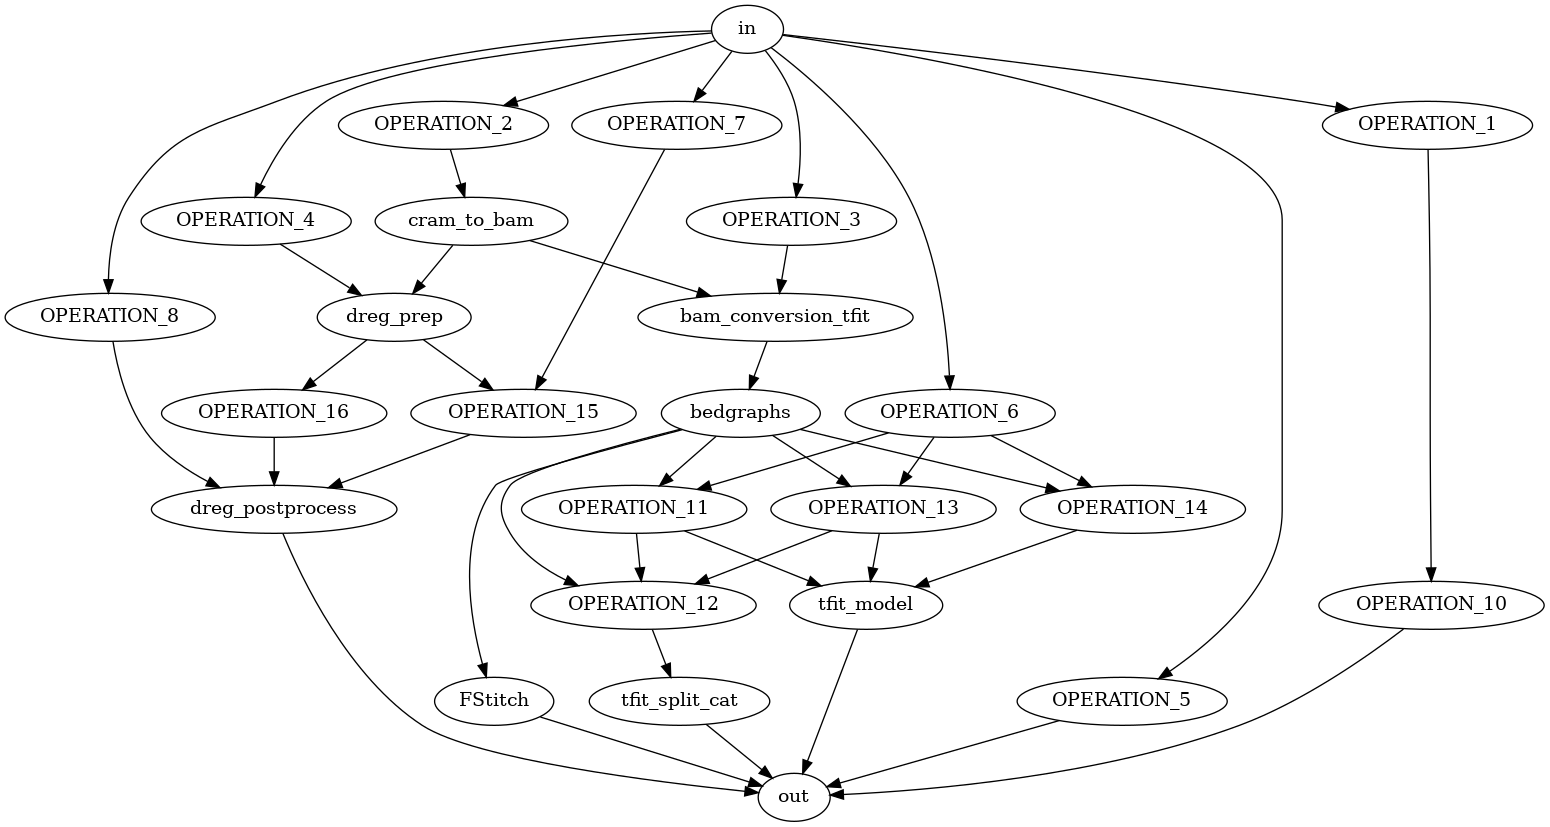 in
OPERATION_2
OPERATION_7
OPERATION_1
OPERATION_4
cram_to_bam
OPERATION_3
OPERATION_8
dreg_prep
bam_conversion_tfit
OPERATION_16
OPERATION_15
bedgraphs
OPERATION_6
dreg_postprocess
OPERATION_11
OPERATION_13
OPERATION_14
OPERATION_12
tfit_model
OPERATION_10
FStitch
tfit_split_cat
OPERATION_5
out